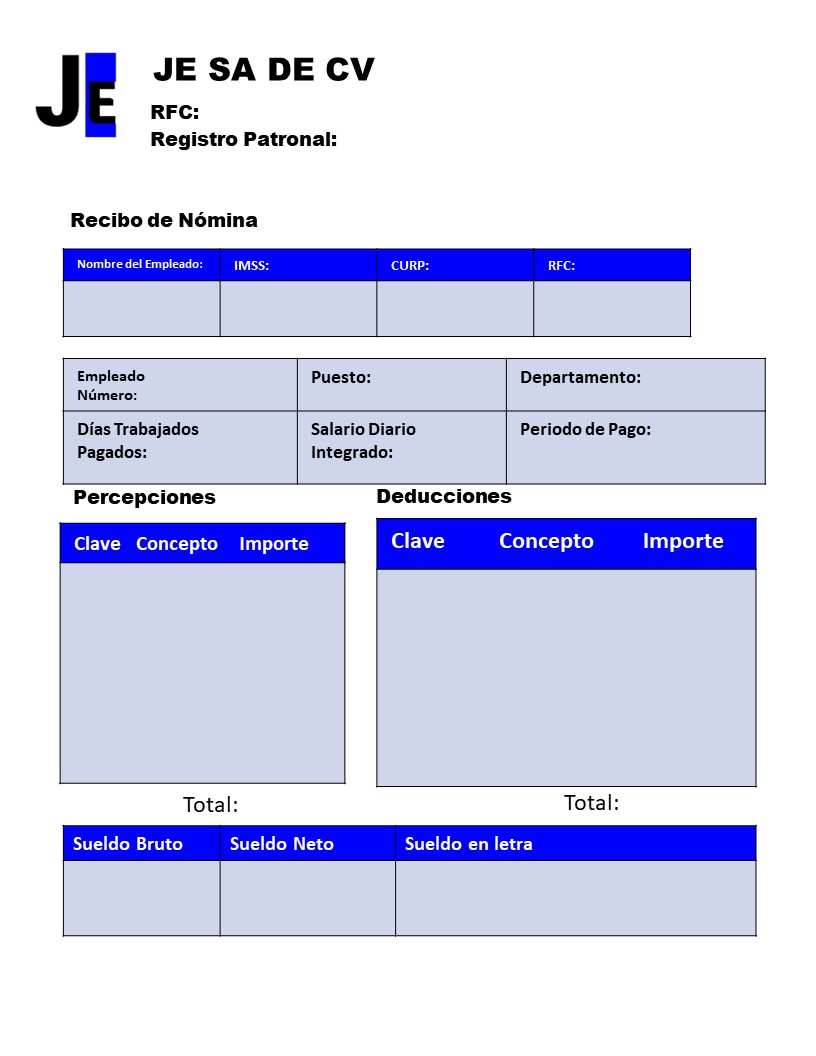 JE
JE SA DE CV
RFC:
Registro Patronal:
Recibo de Nómina
Nombre del Empleado: IMSS: CURP: RFC:
Empleado
Número:
Puesto:
Departamento:
Días Trabajados
Pagados:
Salario Diario
Integrado:
Periodo de Pago:
Percepciones
Clave Concepto Importe
Total:
Deducciones
Clave Concepto Importe
Total:
Sueldo Bruto Sueldo Neto Sueldo en letra